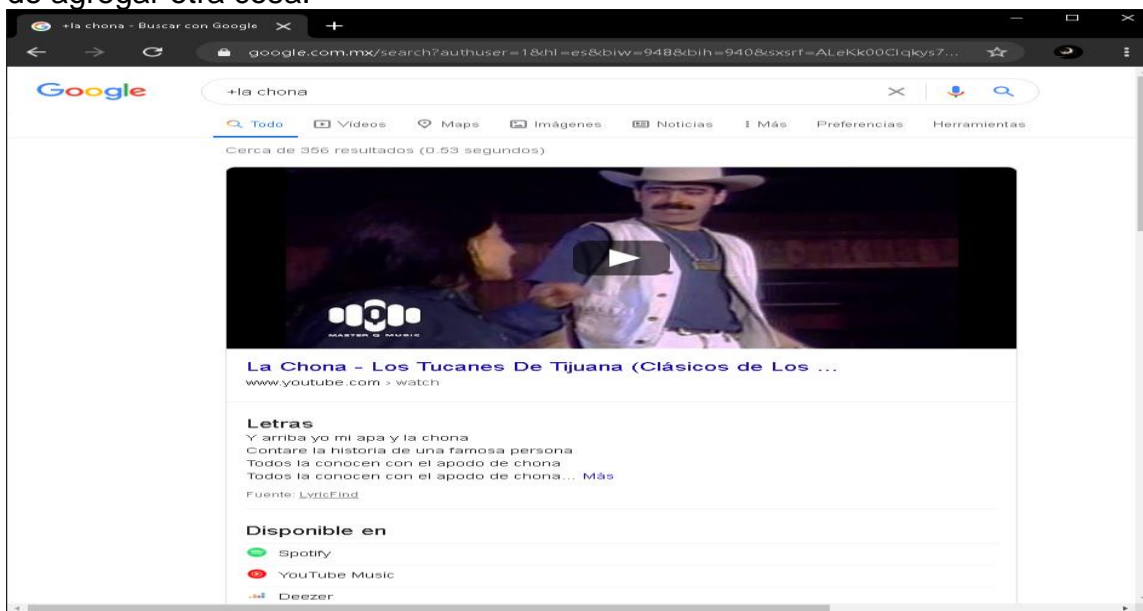 de agregar otra cosa.
+la chona - Buscar con Google
google.com.mx/search?authuser=1&hl=es&biw=948&bih=940&sxsrf=ALeKk00CIqkys7...
Google
+la chona
Todo Vídeos Maps Imágenes Noticias Más Preferencias Herramientas
Cerca de 356 resultados (0.53 segundos)
MASTER Q MUSIC
La Chona - Los Tucanes De Tijuana (Clásicos de Los ...
www.youtube.com › watch
Letras
Y arriba yo mi apa y la chona
Contare la historia de una famosa persona
Todos la conocen con el apodo de chona
Todos la conocen con el apodo de chona... Más
Fuente: LyricFind
Disponible en
Spotify
YouTube Music
Deezer